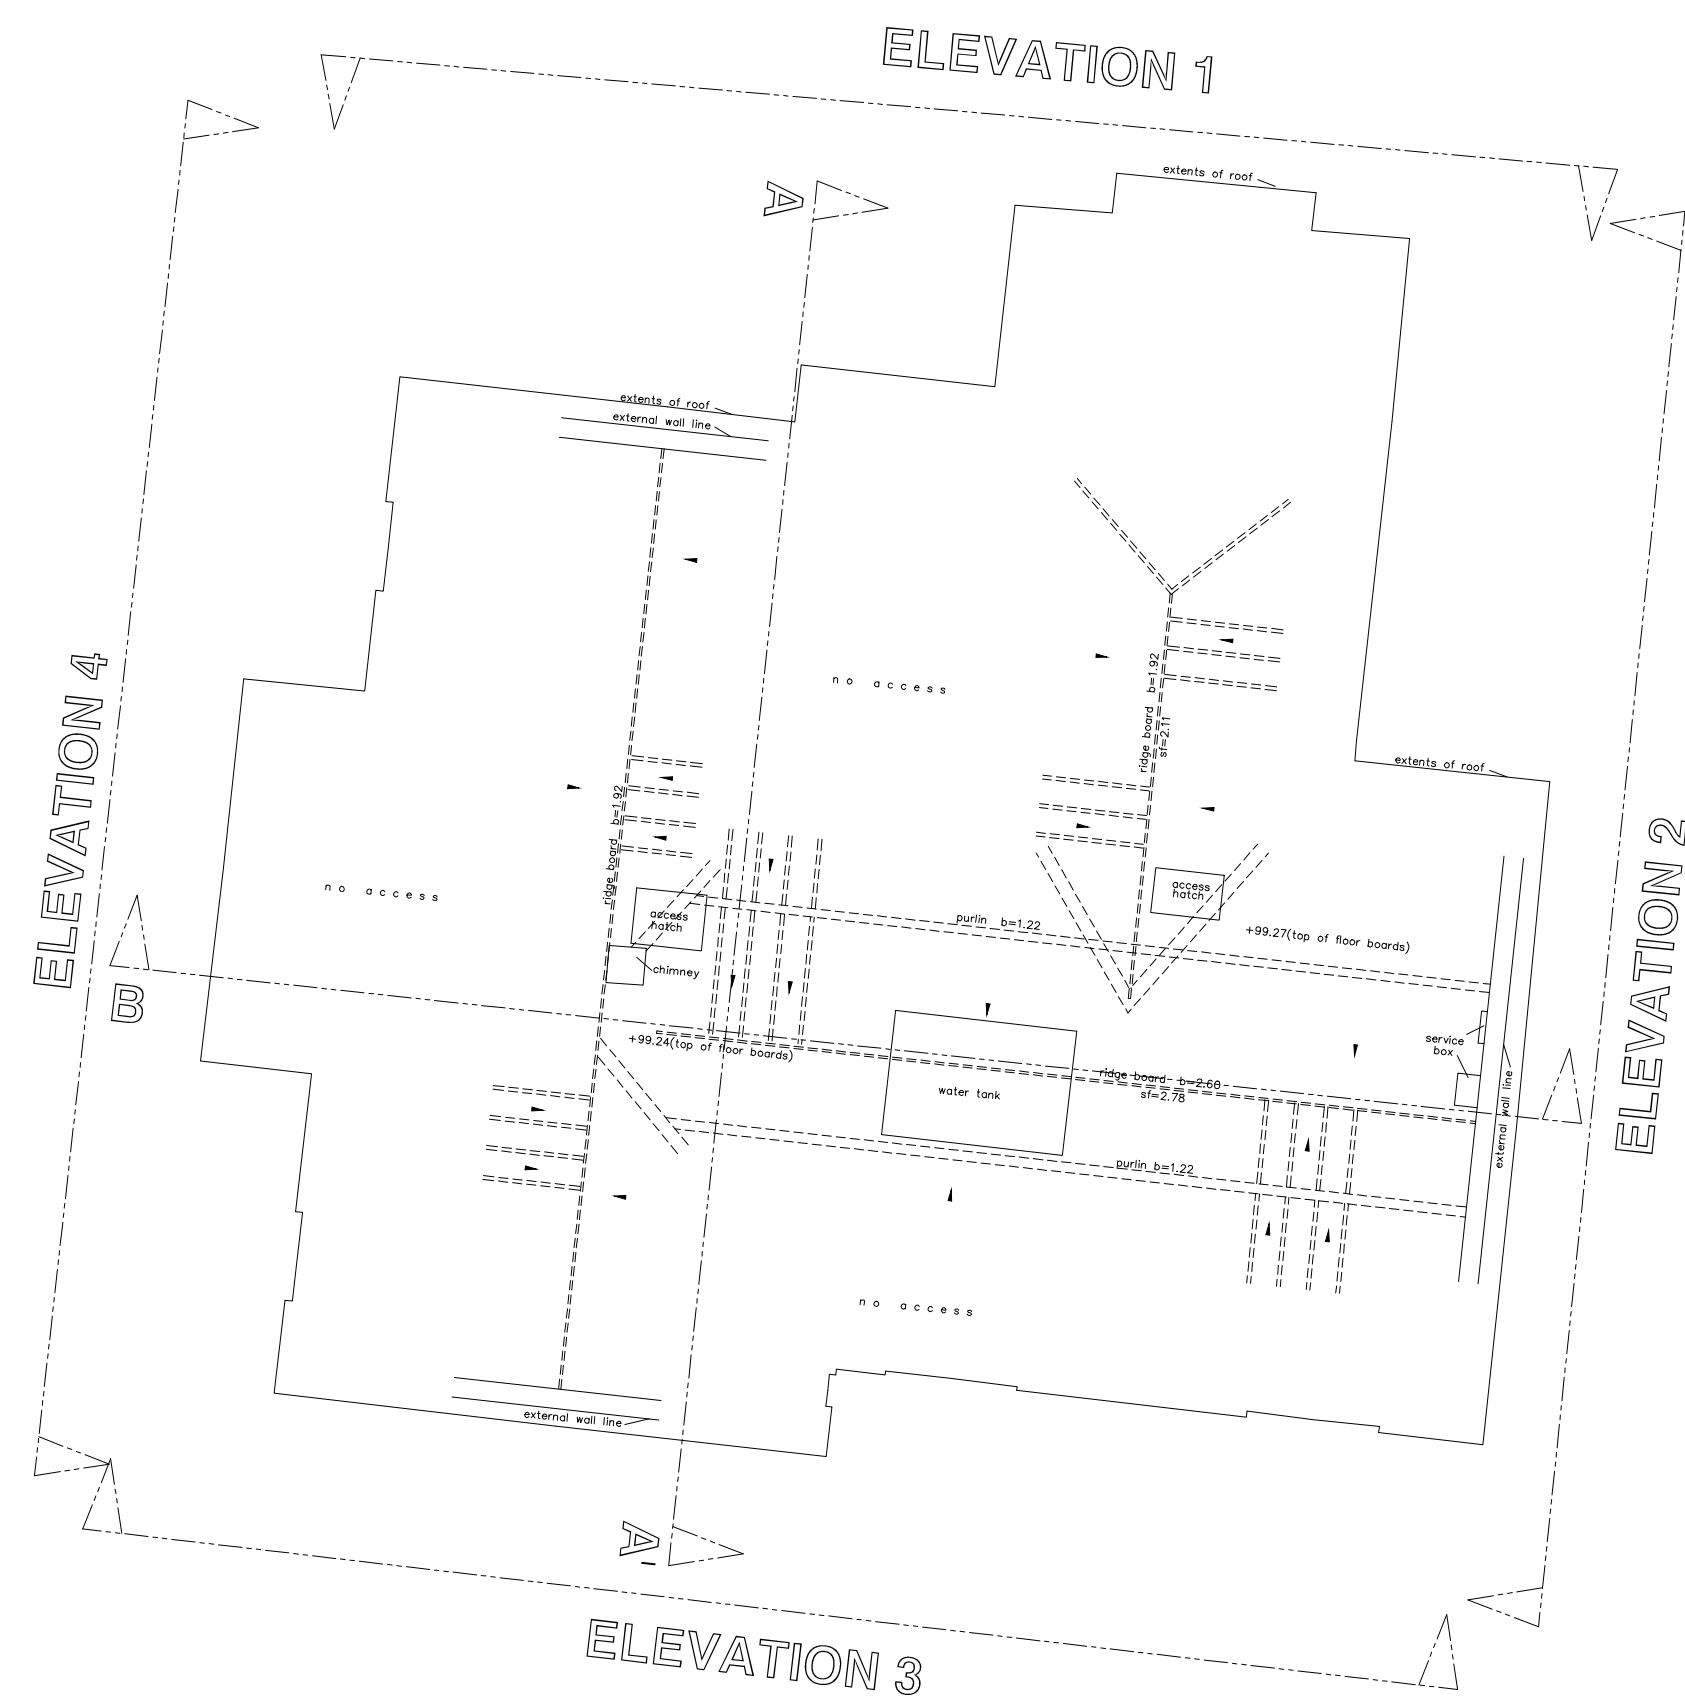 ELEVATION 1
A
extents of roof
extents of roof
external wall line
no access
ridge board b=1.92
sf=2.11
ELEVATION 4
extents of roof
ridge board b=1.92
no access
access
hatch
access
hatch
purlin b=1.22
+99.27(top of floor boards)
chimney
B
ELEVATION 2
+99.24(top of floor boards)
service
box
ridge board b=2.60
sf=2.78
water tank
external wall line
purlin b=1.22
no access
external wall line
A'
ELEVATION 3